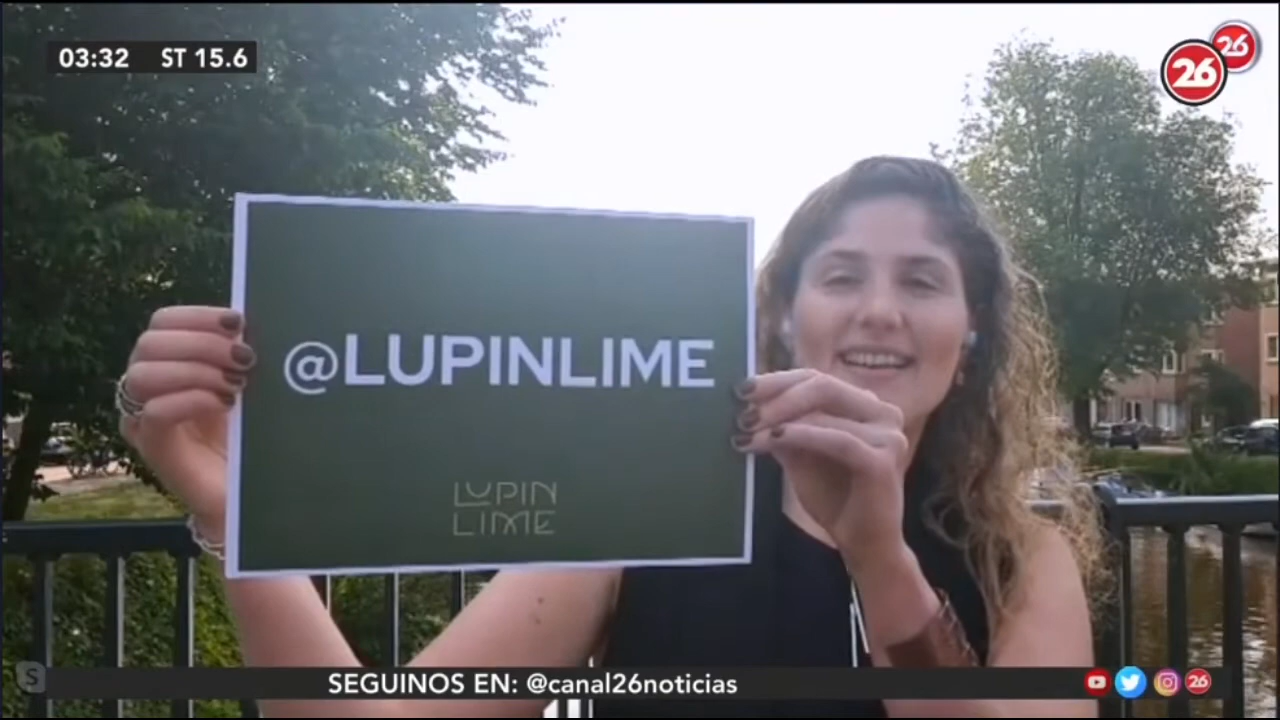 03:32 ST 15.6
26
26
@LUPINLIME
LUPIN
LIME
S
SEGUINOS EN: @canal26noticias
26